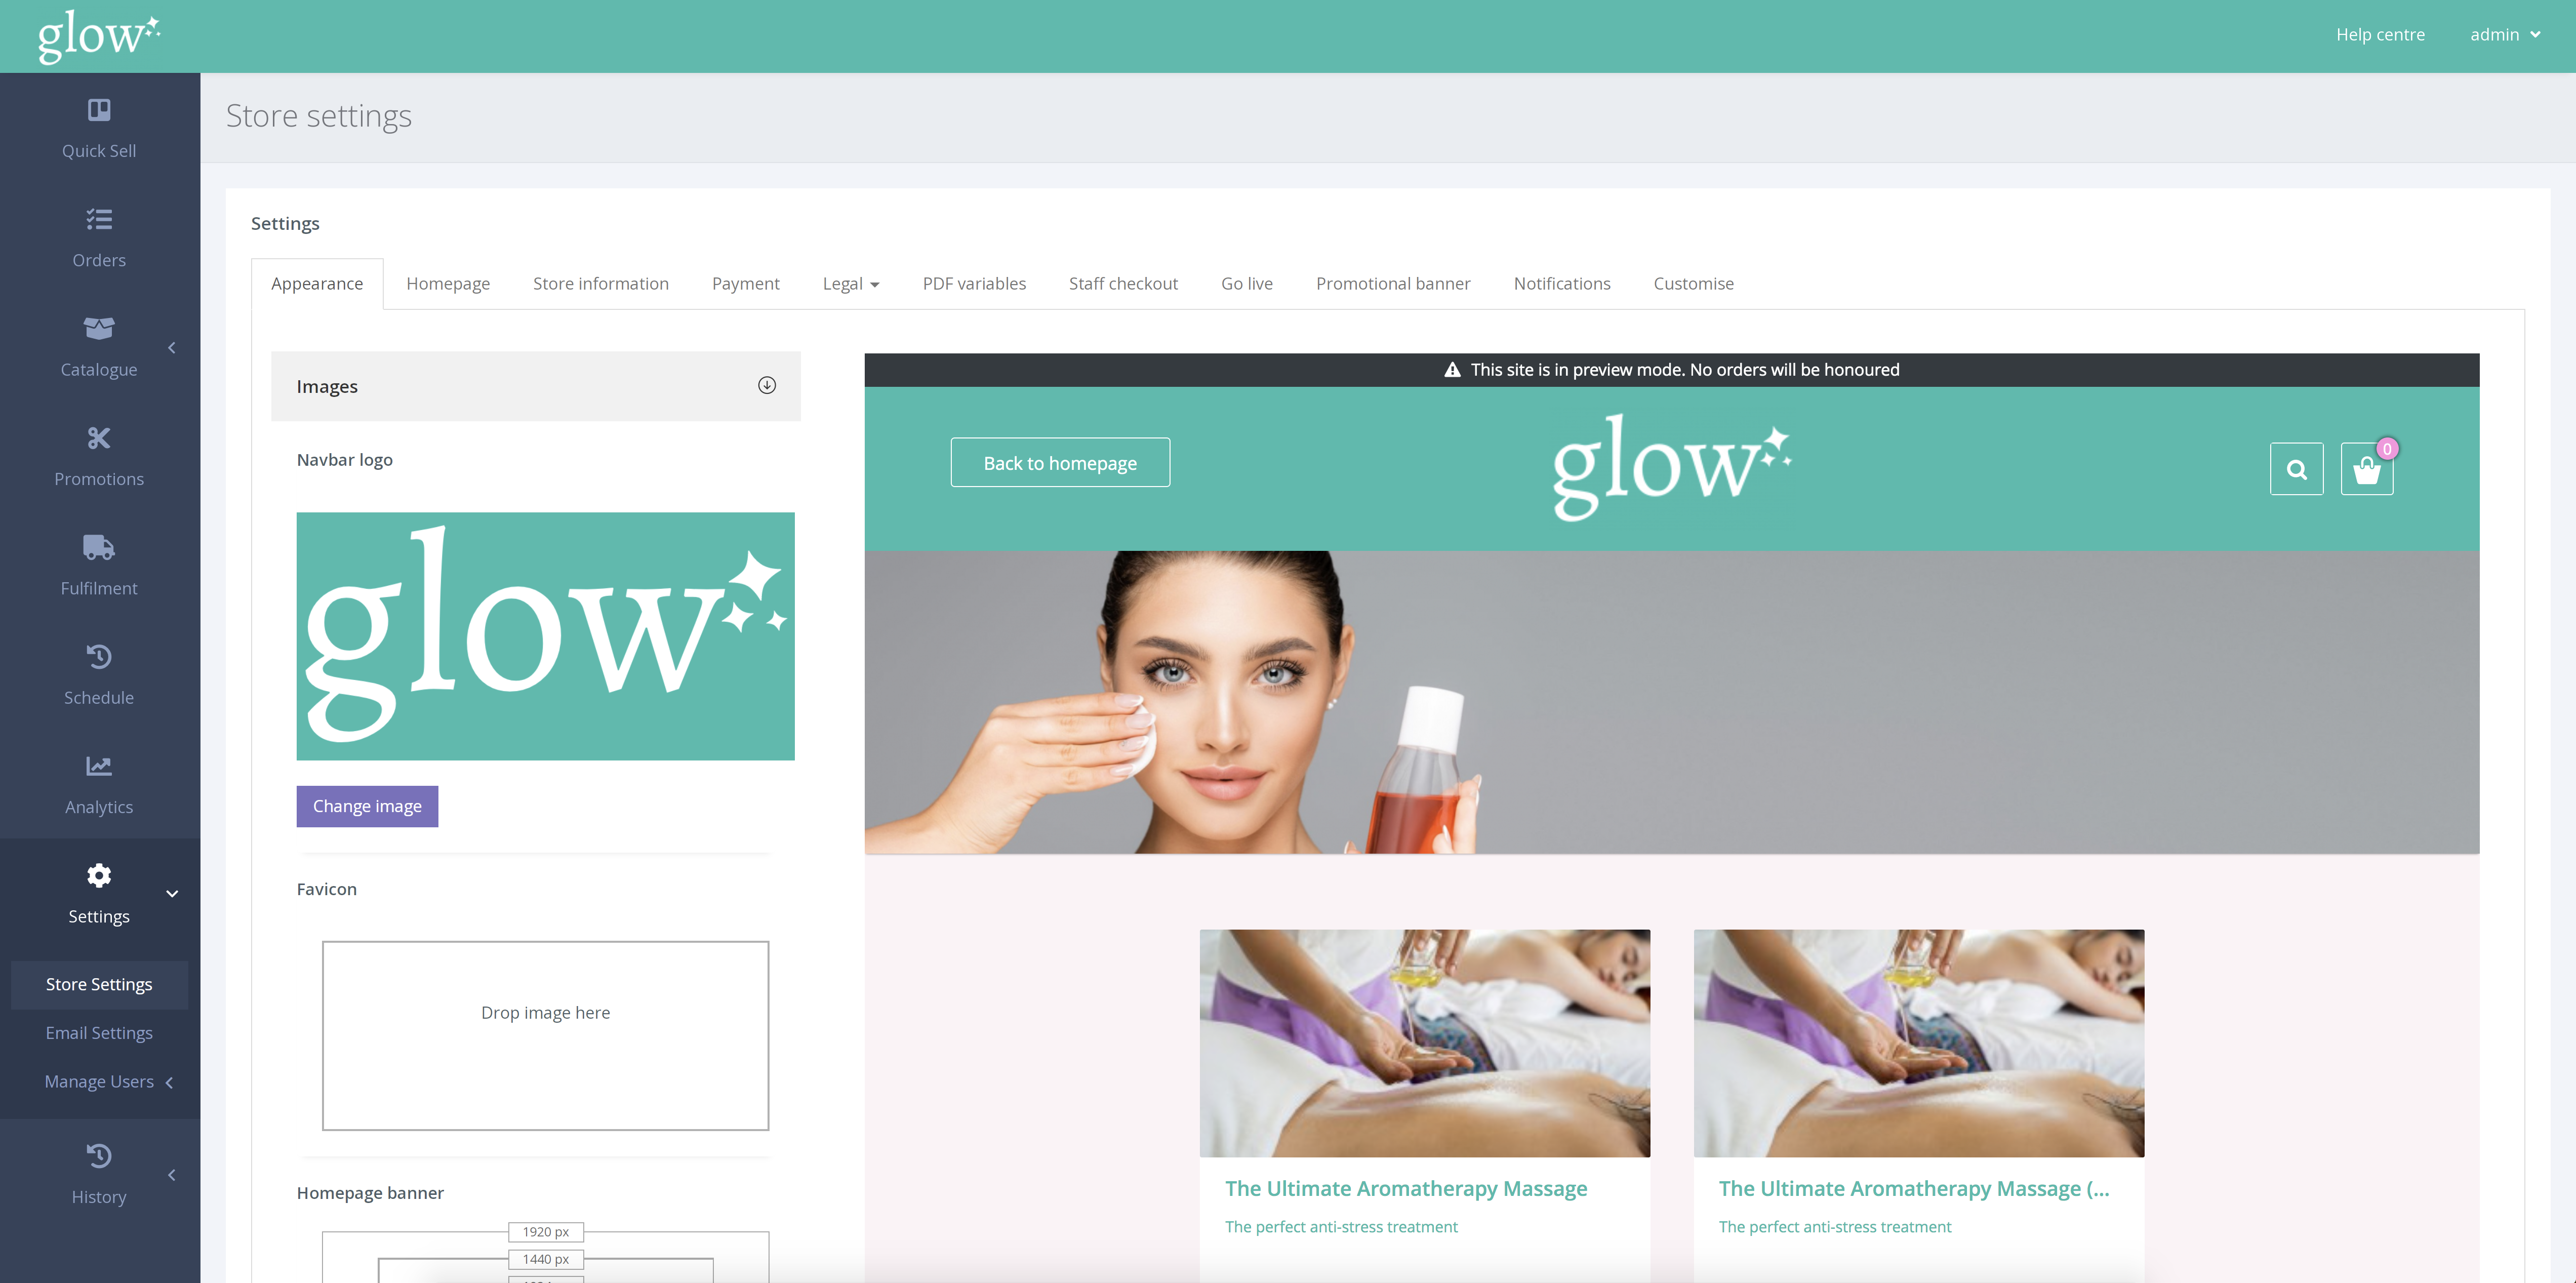 glow
Help centre
admin
Quick Sell
Orders
Catalogue
Promotions
Fulfilment
Schedule
Analytics
Settings
Store Settings
Email Settings
Manage Users
History
Store settings
Settings
Appearance
Homepage
Store information
Payment
Legal
PDF variables
Staff checkout
Go live
Promotional banner
Notifications
Customise
Images
Navbar logo
glow
Change image
Favicon
Drop image here
Homepage banner
1920 px
1440 px
This site is in preview mode. No orders will be honoured
Back to homepage
glow
0
The Ultimate Aromatherapy Massage
The perfect anti-stress treatment
The Ultimate Aromatherapy Massage (...
The perfect anti-stress treatment